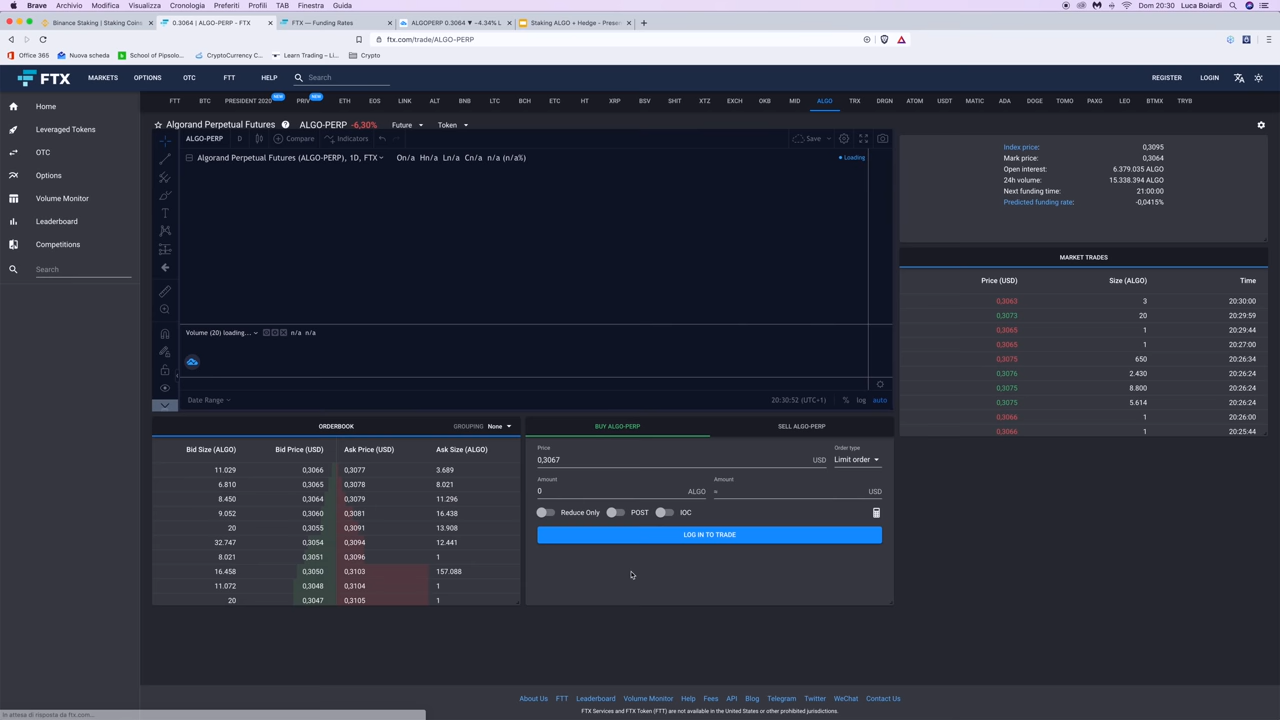 Brave Archivio Modifica Visualizza Cronologia Preferiti Profili Gestione TAB Finestra Guida Dom 20:30 Luca Boiardi
Binance Staking | Staking Coins 0.3064 | ALGO-PERP - FTX FTX — Funding Rates ALGOPERP 0.3064 ▼ −4.34% L Staking ALGO + Hedge - Presen
ftx.com/trade/ALGO-PERP
Office 365 Nuova scheda School of Pipsolo... CryptoCurrency C... Learn Trading – Li... Crypto
FTX MARKETS OPTIONS OTC FTT HELP Search REGISTER LOGIN
FTT BTC PRESIDENT 2020 NEW PRIV NEW ETH EOS LINK ALT BNB LTC BCH ETC HT XRP BSV SHIT XTZ EXCH OKB MID ALGO TRX DRGN ATOM USDT MATIC ADA DOGE TOMO PAXG LEO BTMX TRYB
Home
Leveraged Tokens
OTC
Options
Volume Monitor
Leaderboard
Competitions
Search
Algorand Perpetual Futures ALGO-PERP -6,30% Future Token
ALGO-PERP D Compare Indicators Save
Algorand Perpetual Futures (ALGO-PERP), 1D, FTX On/a Hn/a Ln/a Cn/a n/a (n/a%) Loading
Volume (20) loading... n/a n/a
Date Range 20:30:52 (UTC+1) % log auto
Index price: 0,3095
Mark price: 0,3064
Open interest: 6.379.035 ALGO
24h volume: 15.338.394 ALGO
Next funding time: 21:00:00
Predicted funding rate: -0,0415%
MARKET TRADES
Price (USD) Size (ALGO) Time
0,3063 3 20:30:00
0,3073 20 20:29:59
0,3065 1 20:29:44
0,3065 1 20:27:00
0,3075 650 20:26:34
0,3076 2.430 20:26:24
0,3075 8.800 20:26:24
0,3075 5.614 20:26:24
0,3066 1 20:26:00
0,3066 1 20:25:44
ORDERBOOK GROUPING None
Bid Size (ALGO) Bid Price (USD) Ask Price (USD) Ask Size (ALGO)
11.029 0,3066 0,3077 3.689
6.810 0,3065 0,3078 8.021
8.450 0,3064 0,3079 11.296
9.052 0,3060 0,3081 16.438
20 0,3055 0,3091 13.908
32.747 0,3054 0,3094 12.441
8.021 0,3051 0,3096 1
16.458 0,3050 0,3103 157.088
11.072 0,3048 0,3104 1
20 0,3047 0,3105 1
BUY ALGO-PERP SELL ALGO-PERP
Price Order type
0,3067 USD Limit order
Amount Amount
0 ALGO ≈ USD
Reduce Only POST IOC
LOG IN TO TRADE
About Us FTT Leaderboard Volume Monitor Help Fees API Blog Telegram Twitter WeChat Contact Us
FTX Services and FTX Token (FTT) are not available in the United States or other prohibited jurisdictions.
In attesa di risposta da ftx.com...